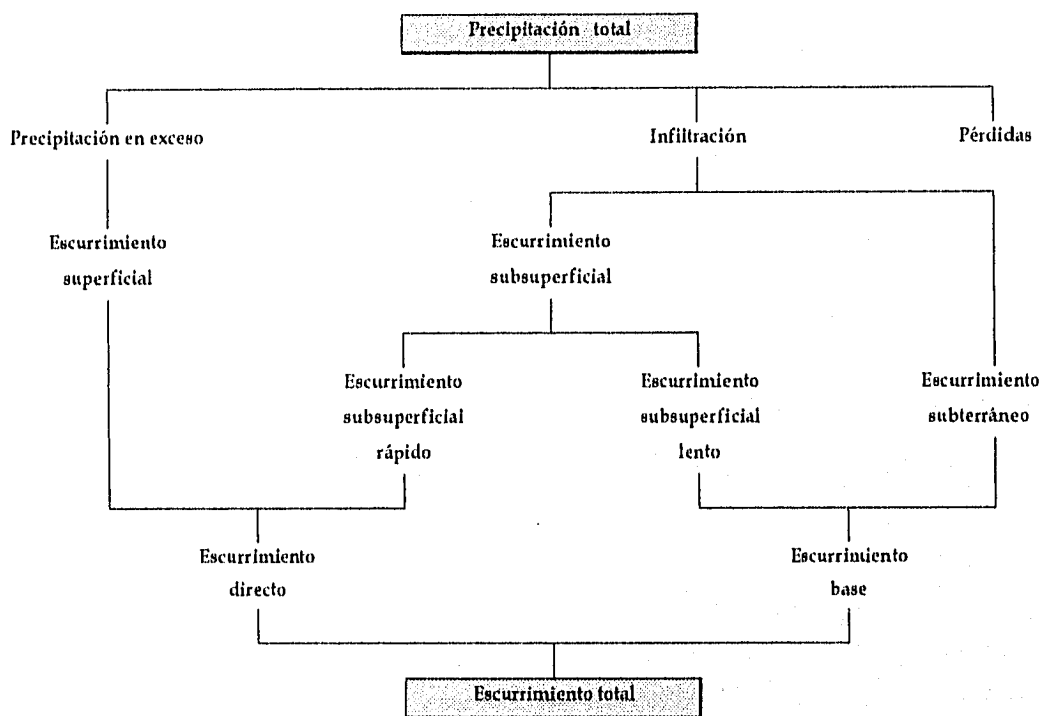 Precipitación total
Precipitación en exceso
Infiltración
Pérdidas
Escurrimiento
superficial
Escurrimiento
subsuperficial
Escurrimiento
subsuperficial
rápido
Escurrimiento
subsuperficial
lento
Escurrimiento
subterráneo
Escurrimiento
directo
Escurrimiento
base
Escurrimiento total